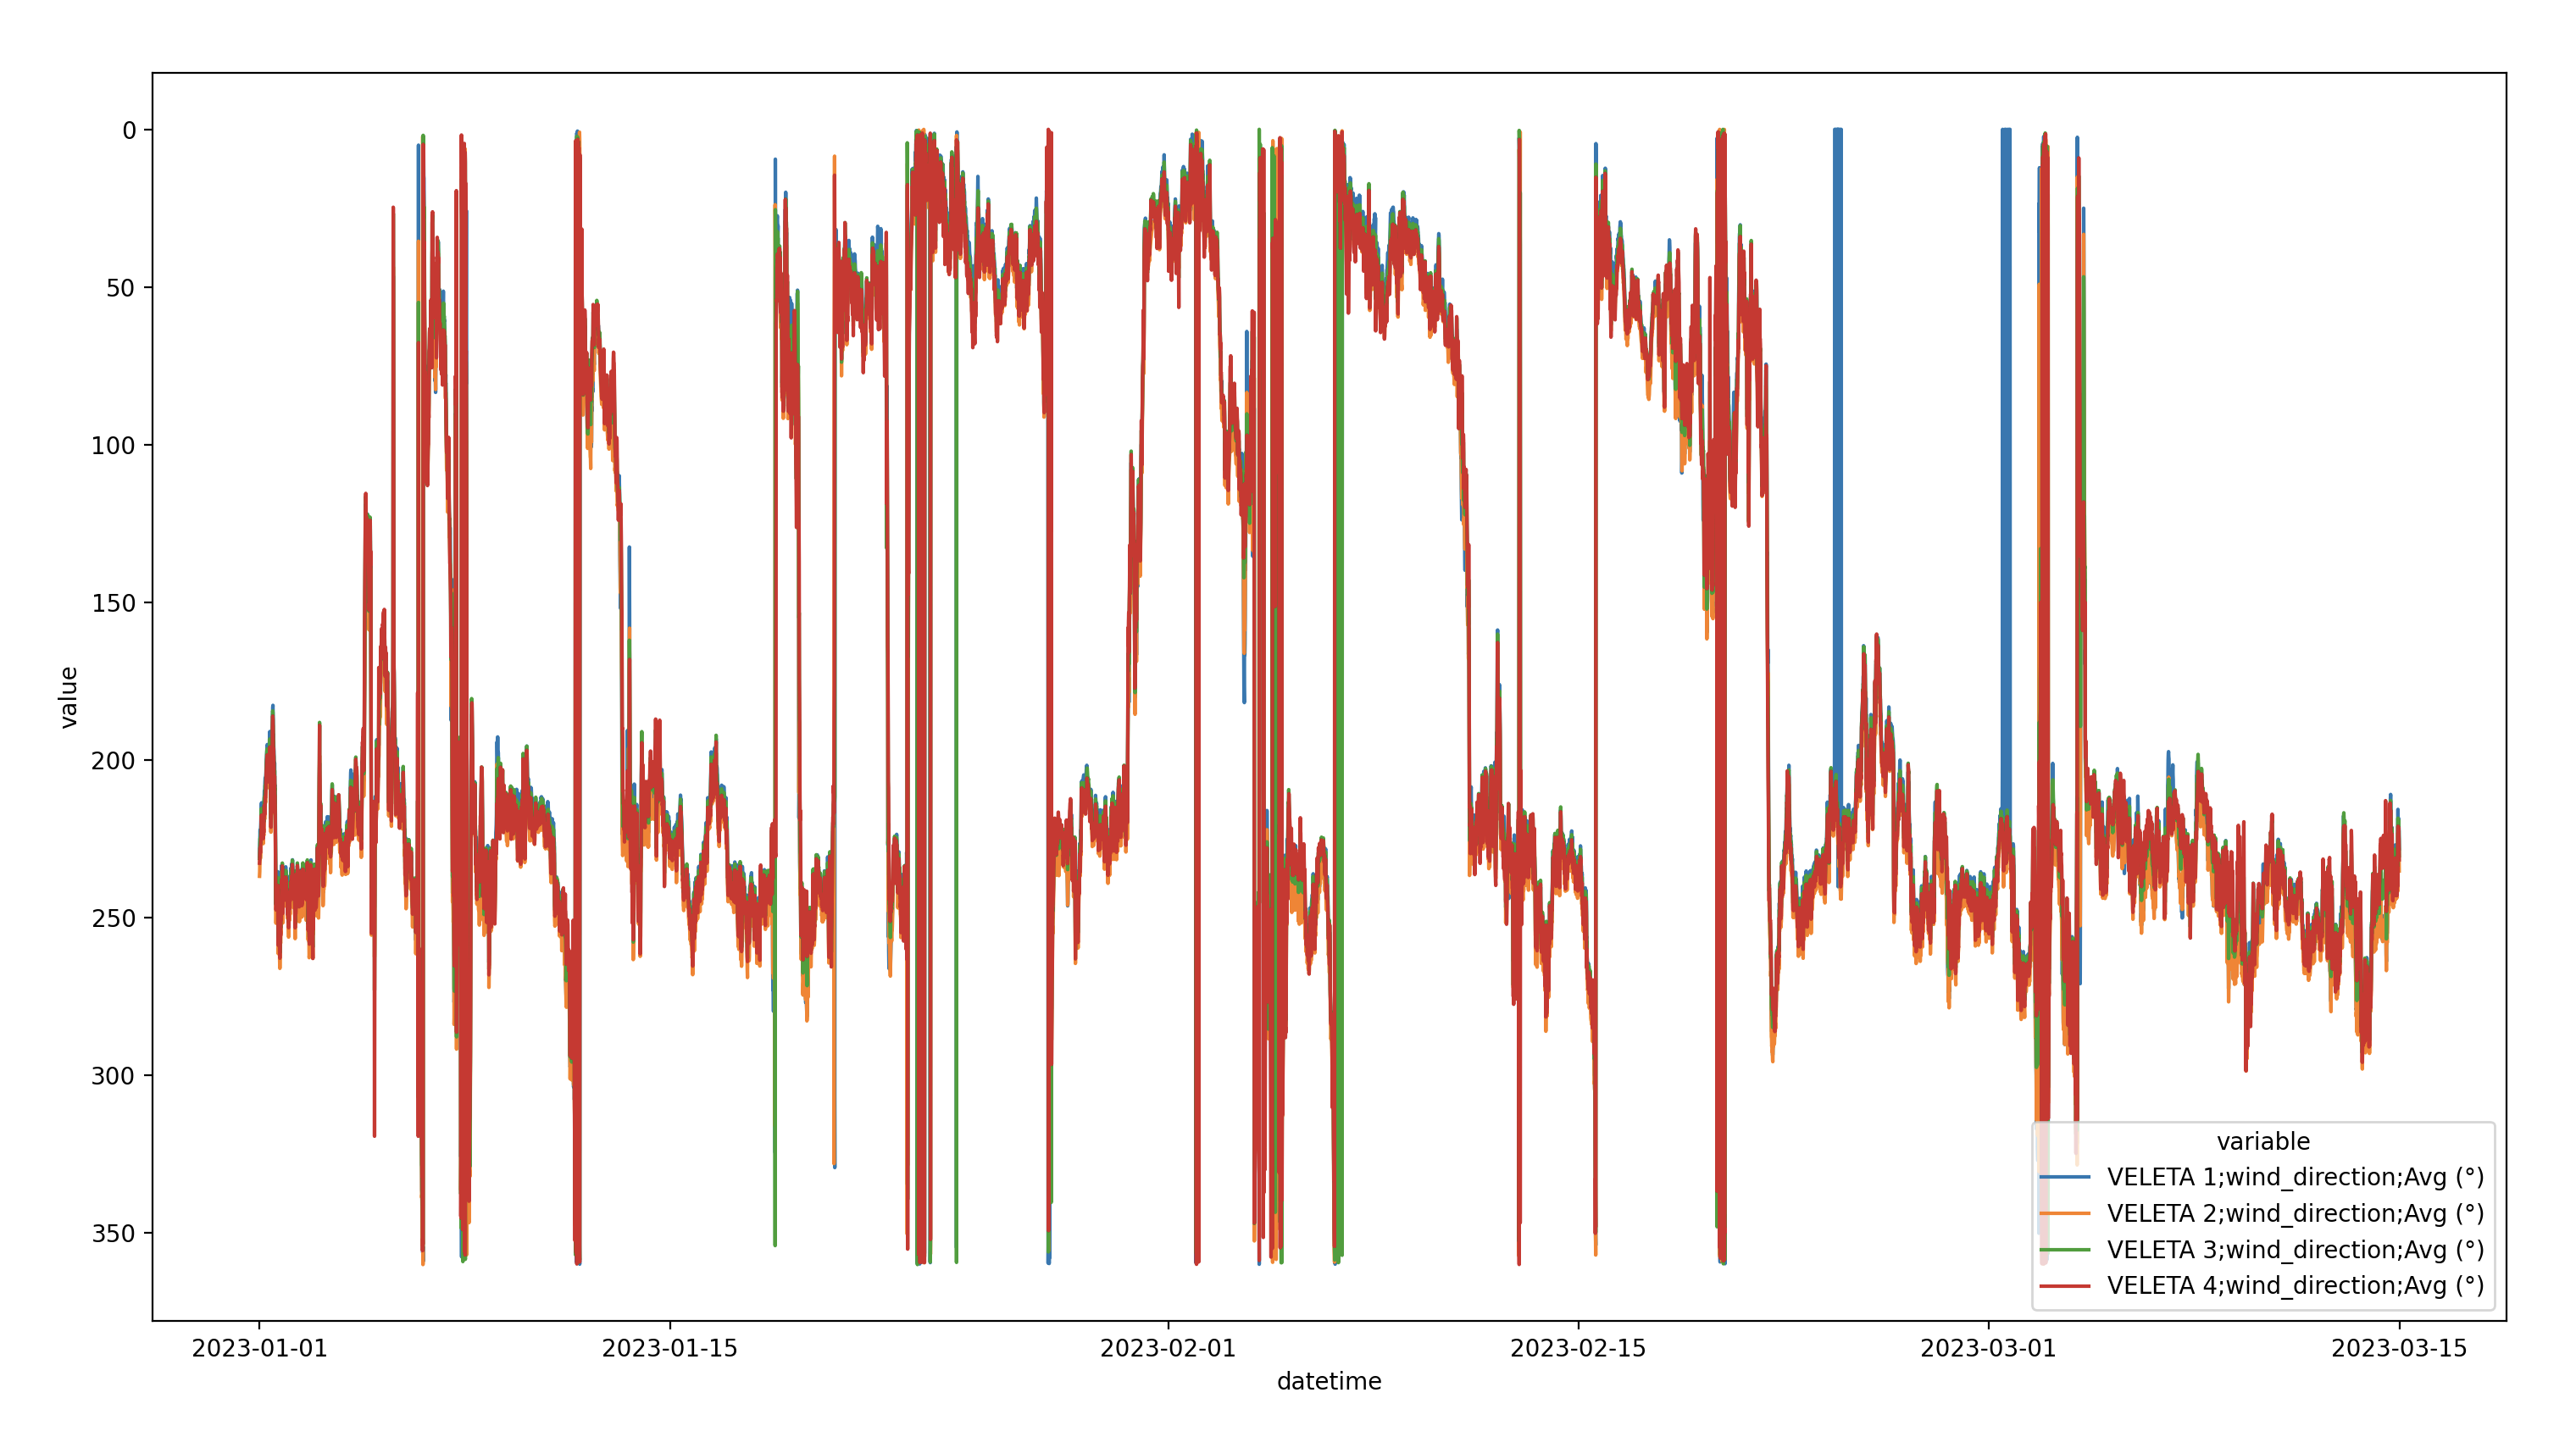 0
50
100
150
200
250
300
350
value
2023-01-01
2023-01-15
2023-02-01
2023-02-15
2023-03-01
2023-03-15
datetime
variable
VELETA 1;wind_direction;Avg (°)
VELETA 2;wind_direction;Avg (°)
VELETA 3;wind_direction;Avg (°)
VELETA 4;wind_direction;Avg (°)